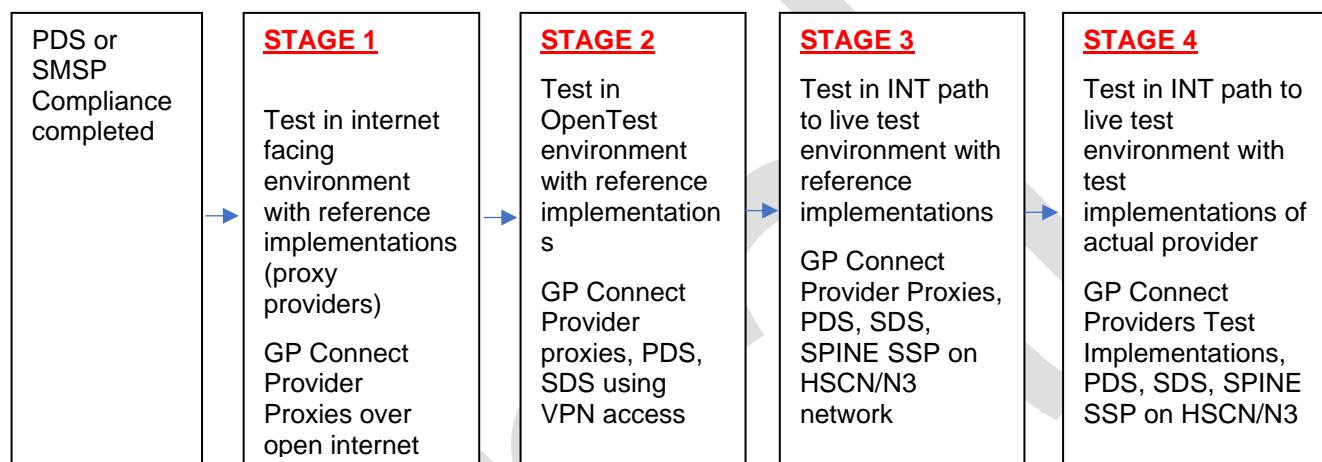 PDS or
SMSP
Compliance
completed
STAGE 1
Test in internet
facing
environment
with reference
implementations
(proxy
providers)
GP Connect
Provider
Proxies over
open internet
STAGE 2
Test in
OpenTest
environment
with reference
implementation
s
GP Connect
Provider
proxies, PDS,
SDS using
VPN access
STAGE 3
Test in INT path
to live test
environment with
reference
implementations
GP Connect
Provider Proxies,
PDS, SDS,
SPINE SSP on
HSCN/N3
network
STAGE 4
Test in INT path to
live test
environment with
test
implementations of
actual provider
GP Connect
Providers Test
Implementations,
PDS, SDS, SPINE
SSP on HSCN/N3